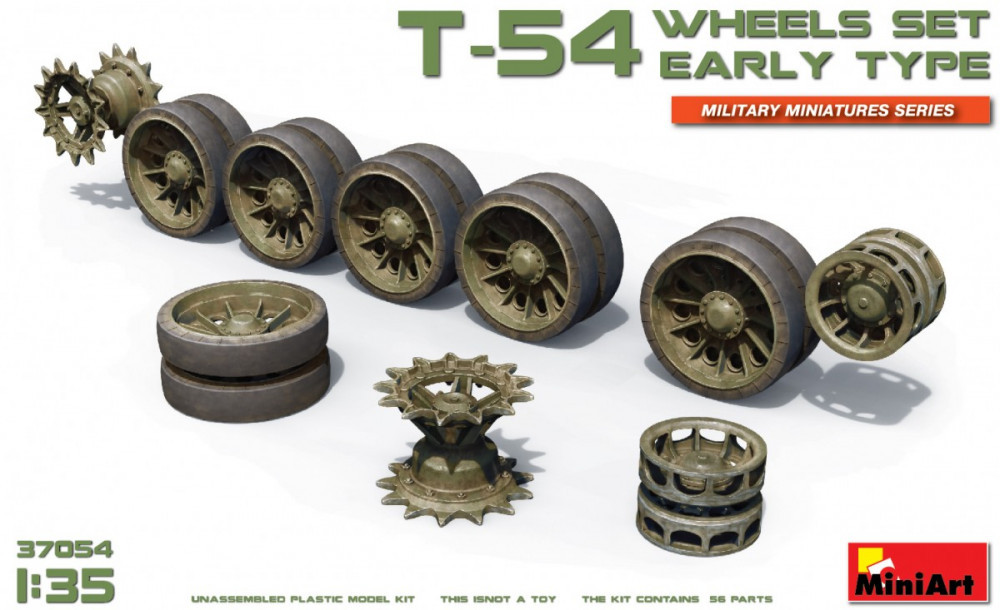 T-54 WHEELS SET
EARLY TYPE
MILITARY MINIATURES SERIES
37054
1:35
UNASSEMBLED PLASTIC MODEL KIT THIS ISNOT A TOY THE KIT CONTAINS 56 PARTS
MiniArt